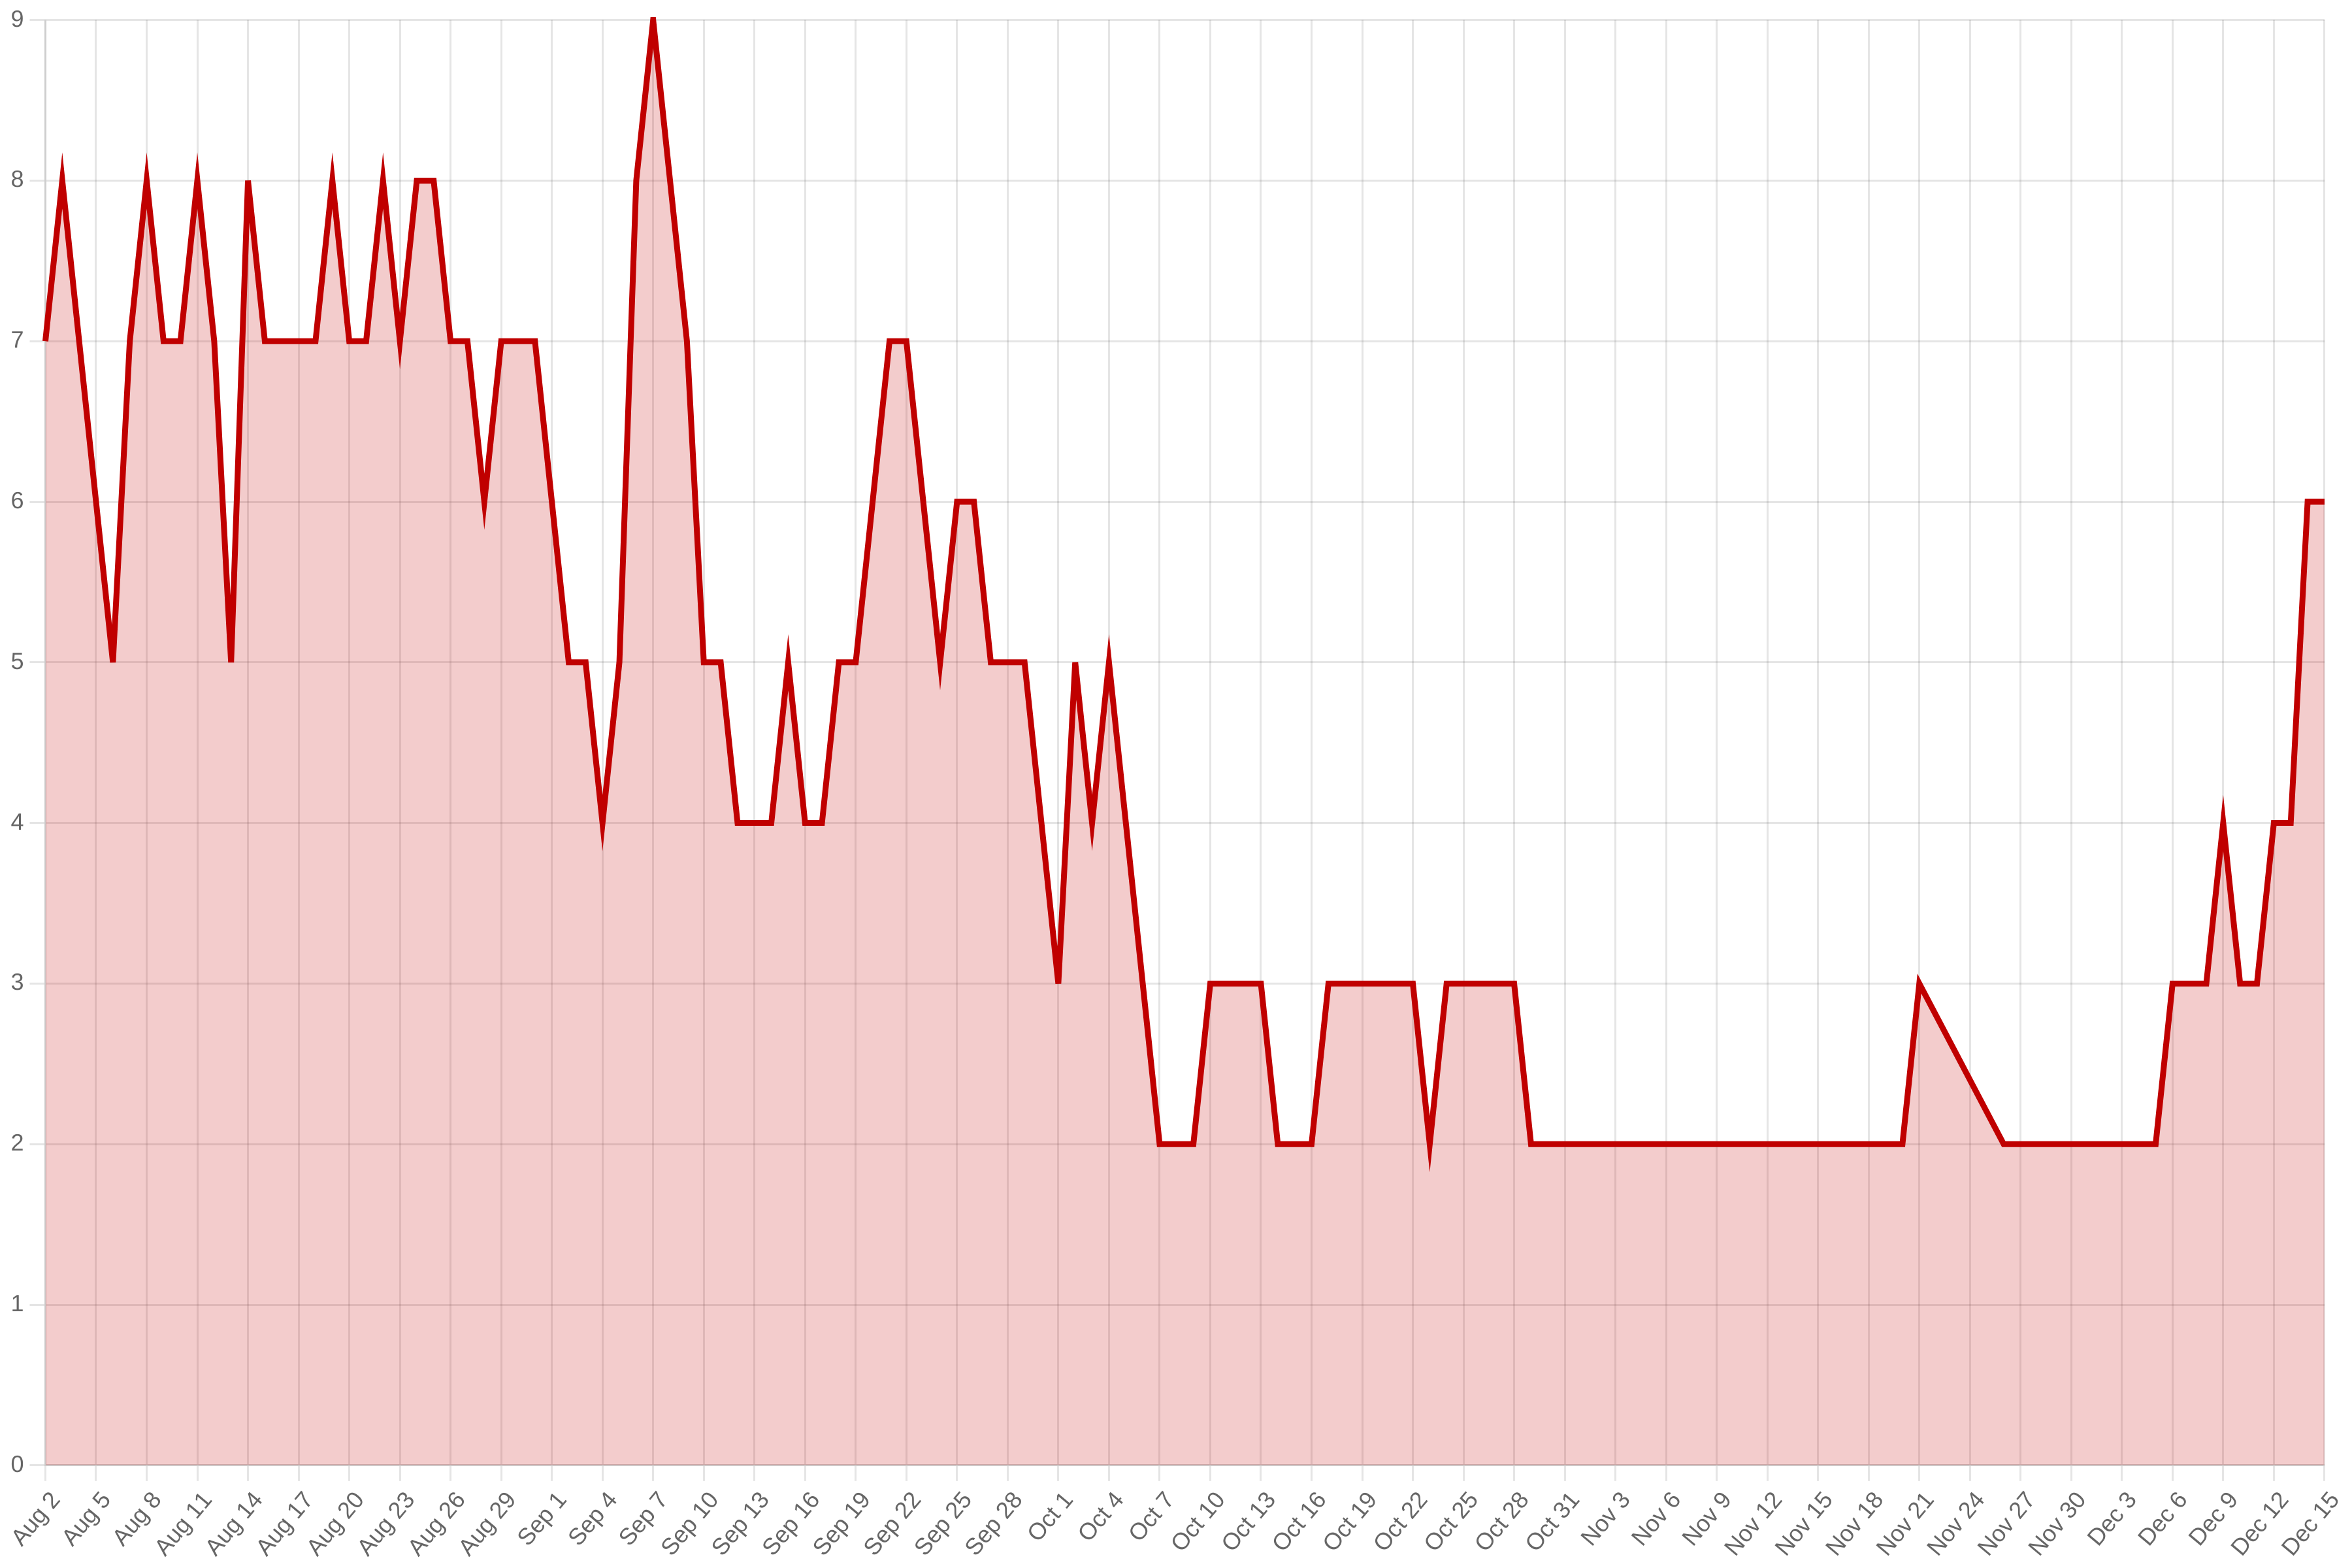 9
8
7
6
5
4
3
2
1
0
Aug 2
Aug 5
Aug 8
Aug 11
Aug 14
Aug 17
Aug 20
Aug 23
Aug 26
Aug 29
Sep 1
Sep 4
Sep 7
Sep 10
Sep 13
Sep 16
Sep 19
Sep 22
Sep 25
Sep 28
Oct 1
Oct 4
Oct 7
Oct 10
Oct 13
Oct 16
Oct 19
Oct 22
Oct 25
Oct 28
Oct 31
Nov 3
Nov 6
Nov 9
Nov 12
Nov 15
Nov 18
Nov 21
Nov 24
Nov 27
Nov 30
Dec 3
Dec 6
Dec 9
Dec 12
Dec 15